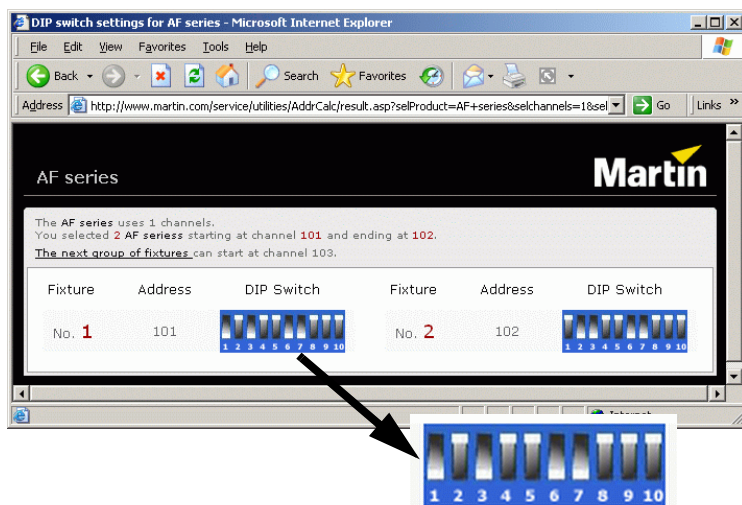 DIP switch settings for AF series - Microsoft Internet Explorer
File Edit View Favorites Tools Help
Back Search Favorites
Address http://www.martin.com/service/utilities/AddrCalc/result.asp?selProduct=AF+series&selchannels=1&sel Go Links »
Martin
AF series
The AF series uses 1 channels.
You selected 2 AF seriess starting at channel 101 and ending at 102.
The next group of fixtures can start at channel 103.
Fixture Address DIP Switch Fixture Address DIP Switch
No. 1 101 1 2 3 4 5 6 7 8 9 10 No. 2 102 1 2 3 4 5 6 7 8 9 10
1 2 3 4 5 6 7 8 9 10